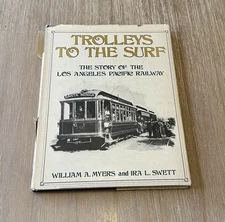 TROLLEYS
TO THE SURF
THE STORY OF THE
LOS ANGELES PACIFIC RAILWAY
WILLIAM A. MYERS AND IRA L. SWETT